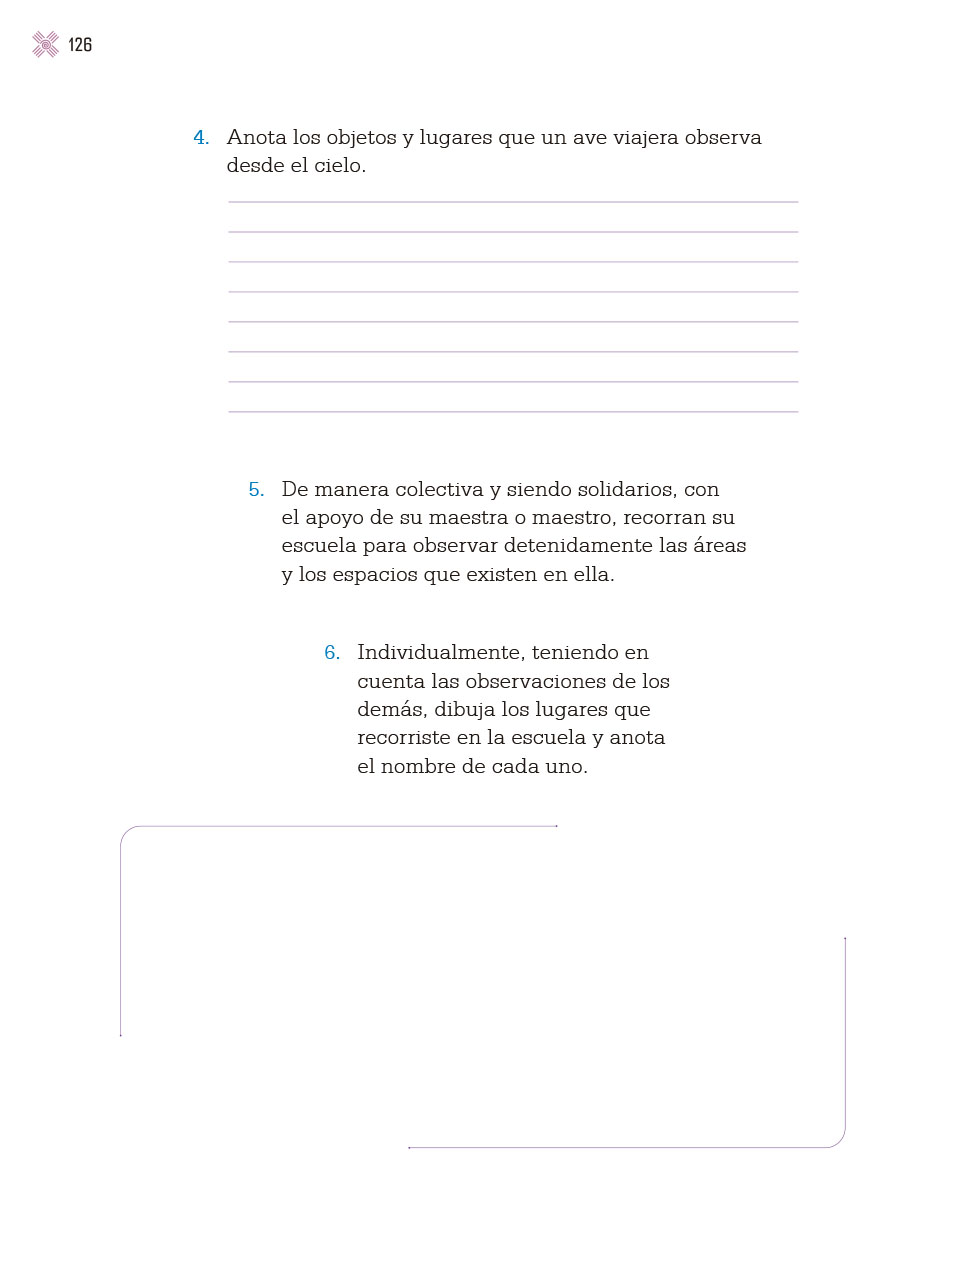 126
4. Anota los objetos y lugares que un ave viajera observa
desde el cielo.
5. De manera colectiva y siendo solidarios, con
el apoyo de su maestra o maestro, recorran su
escuela para observar detenidamente las áreas
y los espacios que existen en ella.
6. Individualmente, teniendo en
cuenta las observaciones de los
demás, dibuja los lugares que
recorriste en la escuela y anota
el nombre de cada uno.